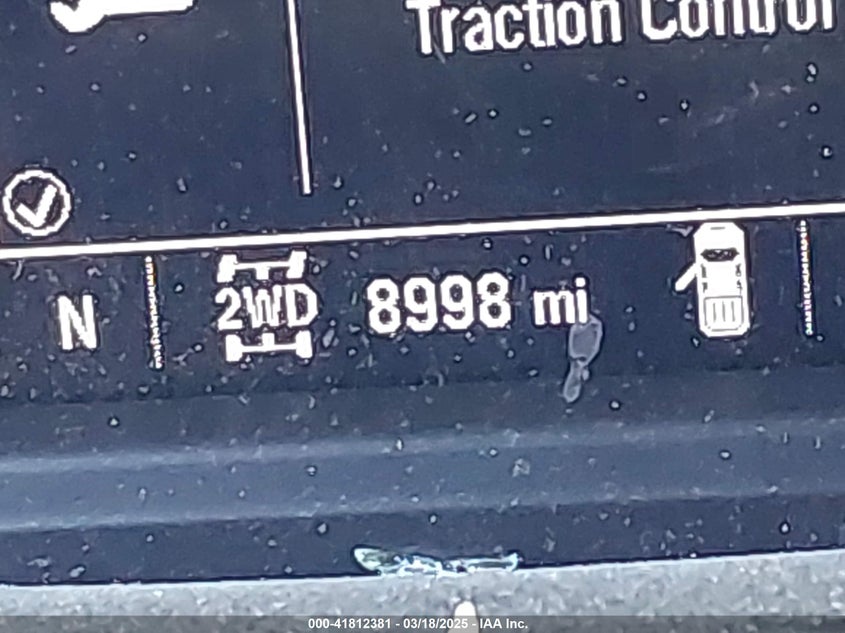 Traction Control
N 2WD 8998 mi
000-41812381 - 03/18/2025 - IAA Inc.